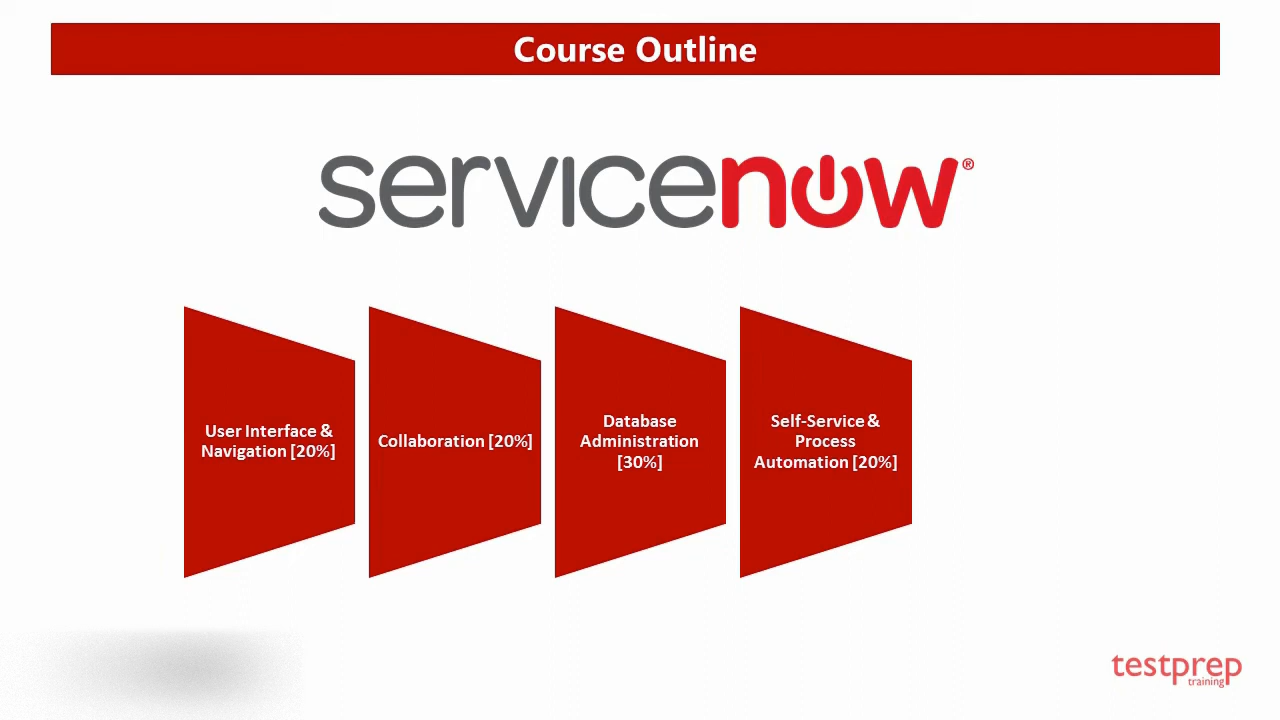 Course Outline
servicenow®
User Interface &
Navigation [20%]
Collaboration [20%]
Database
Administration
[30%]
Self-Service &
Process
Automation [20%]
testprep
training